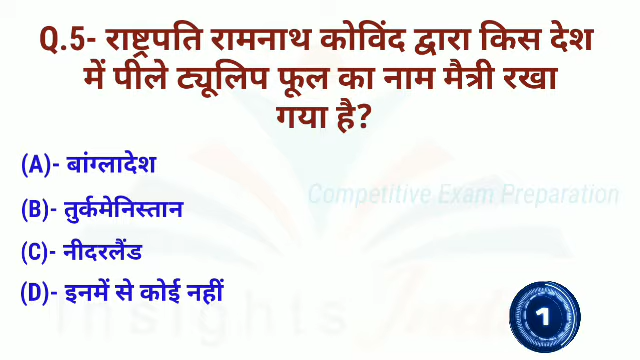 Q.5- राष्ट्रपति रामनाथ कोविंद द्वारा किस देश
में पीले ट्यूलिप फूल का नाम मैत्री रखा
गया है?
(A)- बांग्लादेश
Competitive Exam Preparation
(B)- तुर्कमेनिस्तान
(C)- नीदरलैंड
(D)- इनमें से कोई नहीं
1